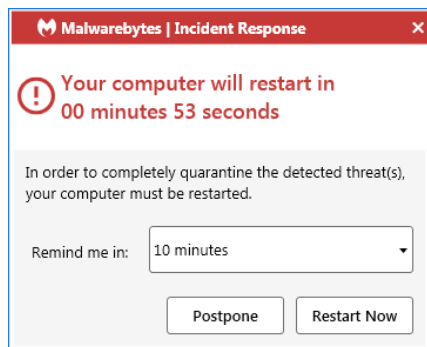 Malwarebytes | Incident Response
Your computer will restart in
00 minutes 53 seconds
In order to completely quarantine the detected threat(s),
your computer must be restarted.
Remind me in: 10 minutes
Postpone Restart Now